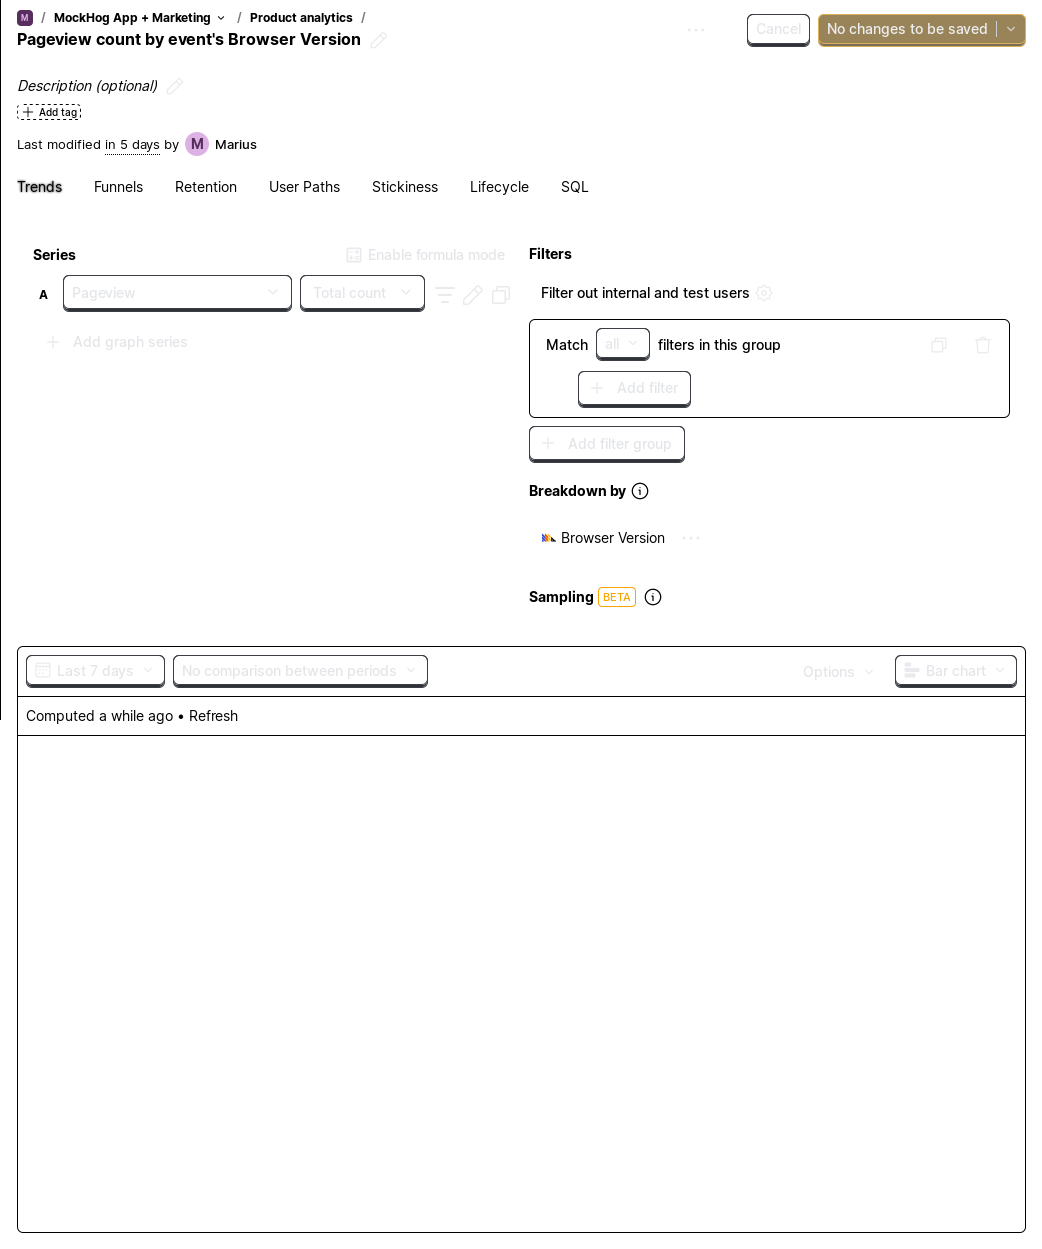 M / MockHog App + Marketing / Product analytics /
Pageview count by event's Browser Version
Cancel
No changes to be saved
Description (optional)
Add tag
Last modified in 5 days by M Marius
Trends Funnels Retention User Paths Stickiness Lifecycle SQL
Series
Enable formula mode
A Pageview Total count
Add graph series
Filters
Filter out internal and test users
Match all filters in this group
Add filter
Add filter group
Breakdown by
Browser Version
Sampling BETA
Last 7 days No comparison between periods Options Bar chart
Computed a while ago • Refresh